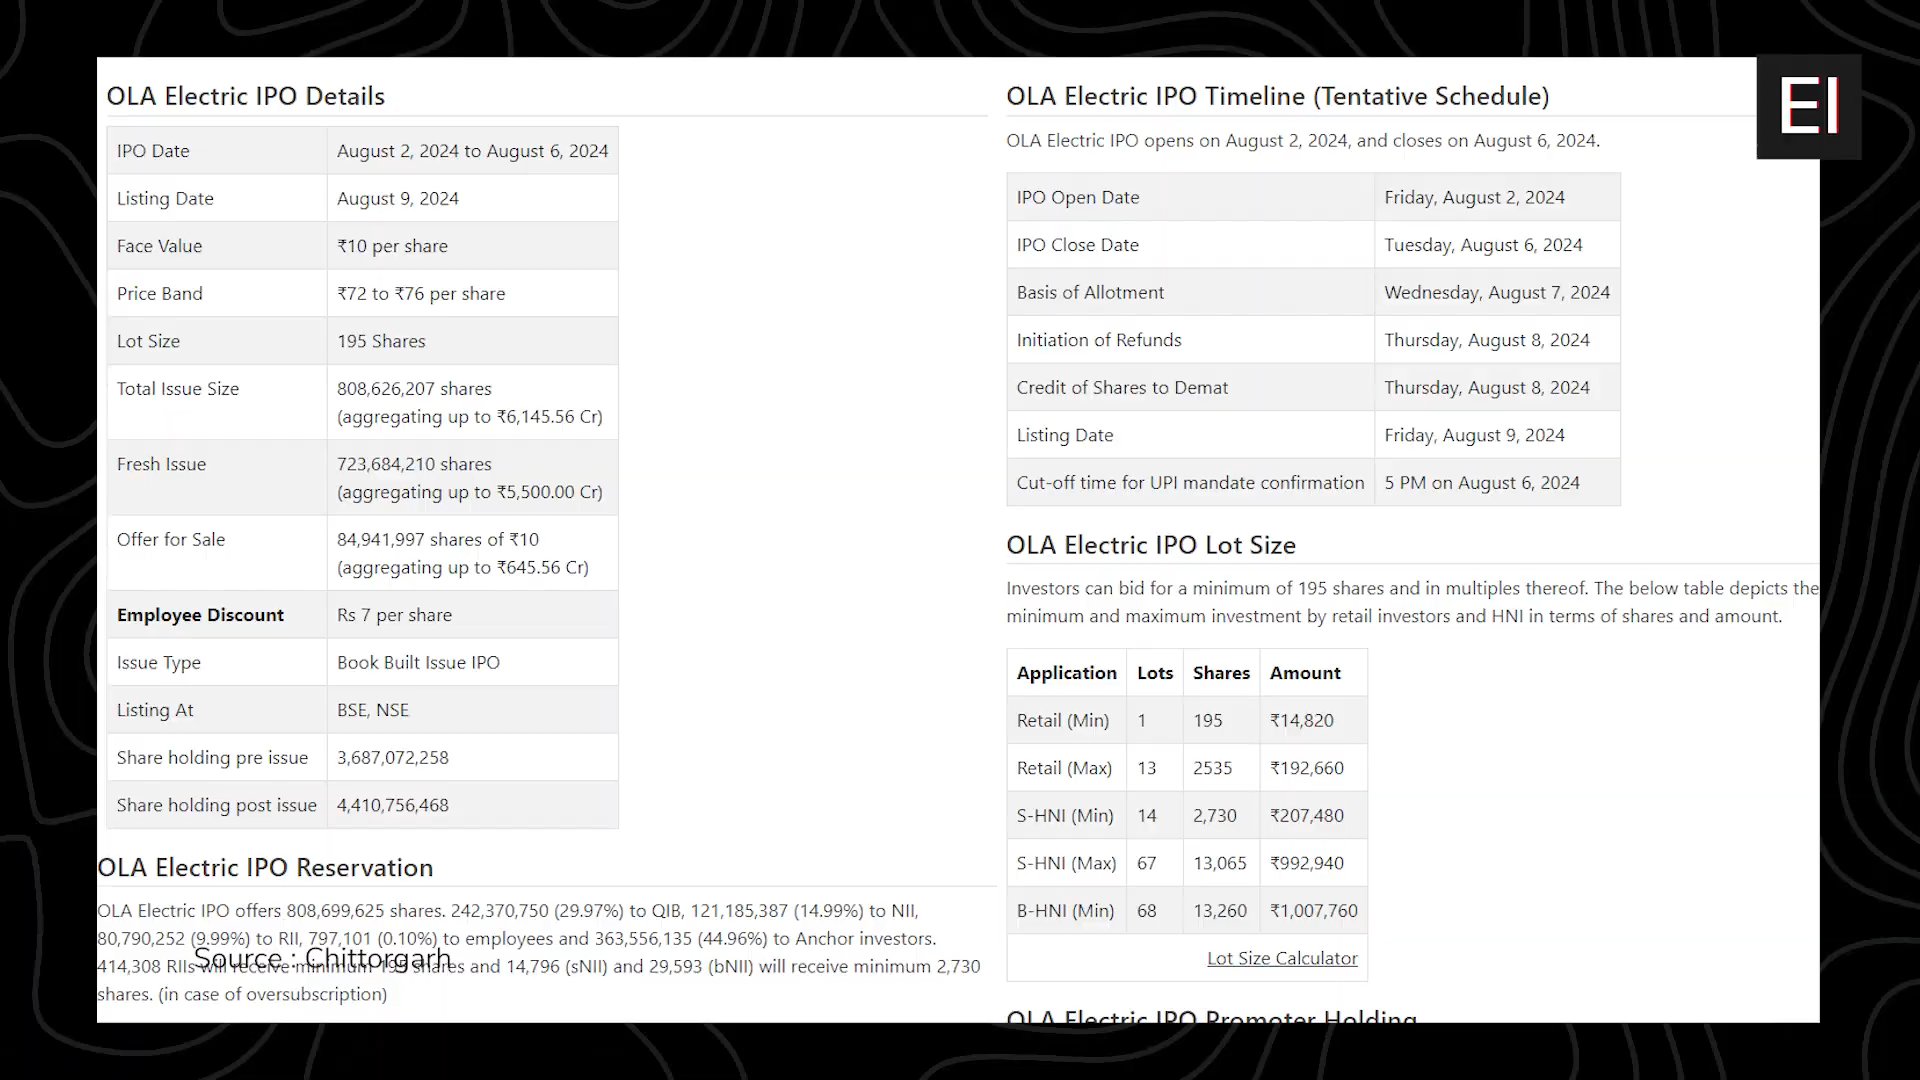 OLA Electric IPO Details
IPO Date August 2, 2024 to August 6, 2024
Listing Date August 9, 2024
Face Value ₹10 per share
Price Band ₹72 to ₹76 per share
Lot Size 195 Shares
Total Issue Size 808,626,207 shares
(aggregating up to ₹6,145.56 Cr)
Fresh Issue 723,684,210 shares
(aggregating up to ₹5,500.00 Cr)
Offer for Sale 84,941,997 shares of ₹10
(aggregating up to ₹645.56 Cr)
Employee Discount Rs 7 per share
Issue Type Book Built Issue IPO
Listing At BSE, NSE
Share holding pre issue 3,687,072,258
Share holding post issue 4,410,756,468
OLA Electric IPO Reservation
OLA Electric IPO offers 808,699,625 shares. 242,370,750 (29.97%) to QIB, 121,185,387 (14.99%) to NII,
80,790,252 (9.99%) to RII, 797,101 (0.10%) to employees and 363,556,135 (44.96%) to Anchor investors.
Source : Chittorgarh
414,308 RIIs will receive minimum 195 shares and 14,796 (sNII) and 29,593 (bNII) will receive minimum 2,730
shares. (in case of oversubscription)
OLA Electric IPO Timeline (Tentative Schedule)
EI
OLA Electric IPO opens on August 2, 2024, and closes on August 6, 2024.
IPO Open Date Friday, August 2, 2024
IPO Close Date Tuesday, August 6, 2024
Basis of Allotment Wednesday, August 7, 2024
Initiation of Refunds Thursday, August 8, 2024
Credit of Shares to Demat Thursday, August 8, 2024
Listing Date Friday, August 9, 2024
Cut-off time for UPI mandate confirmation 5 PM on August 6, 2024
OLA Electric IPO Lot Size
Investors can bid for a minimum of 195 shares and in multiples thereof. The below table depicts the
minimum and maximum investment by retail investors and HNI in terms of shares and amount.
Application Lots Shares Amount
Retail (Min) 1 195 ₹14,820
Retail (Max) 13 2535 ₹192,660
S-HNI (Min) 14 2,730 ₹207,480
S-HNI (Max) 67 13,065 ₹992,940
B-HNI (Min) 68 13,260 ₹1,007,760
Lot Size Calculator
OLA Electric IPO Promoter Holding